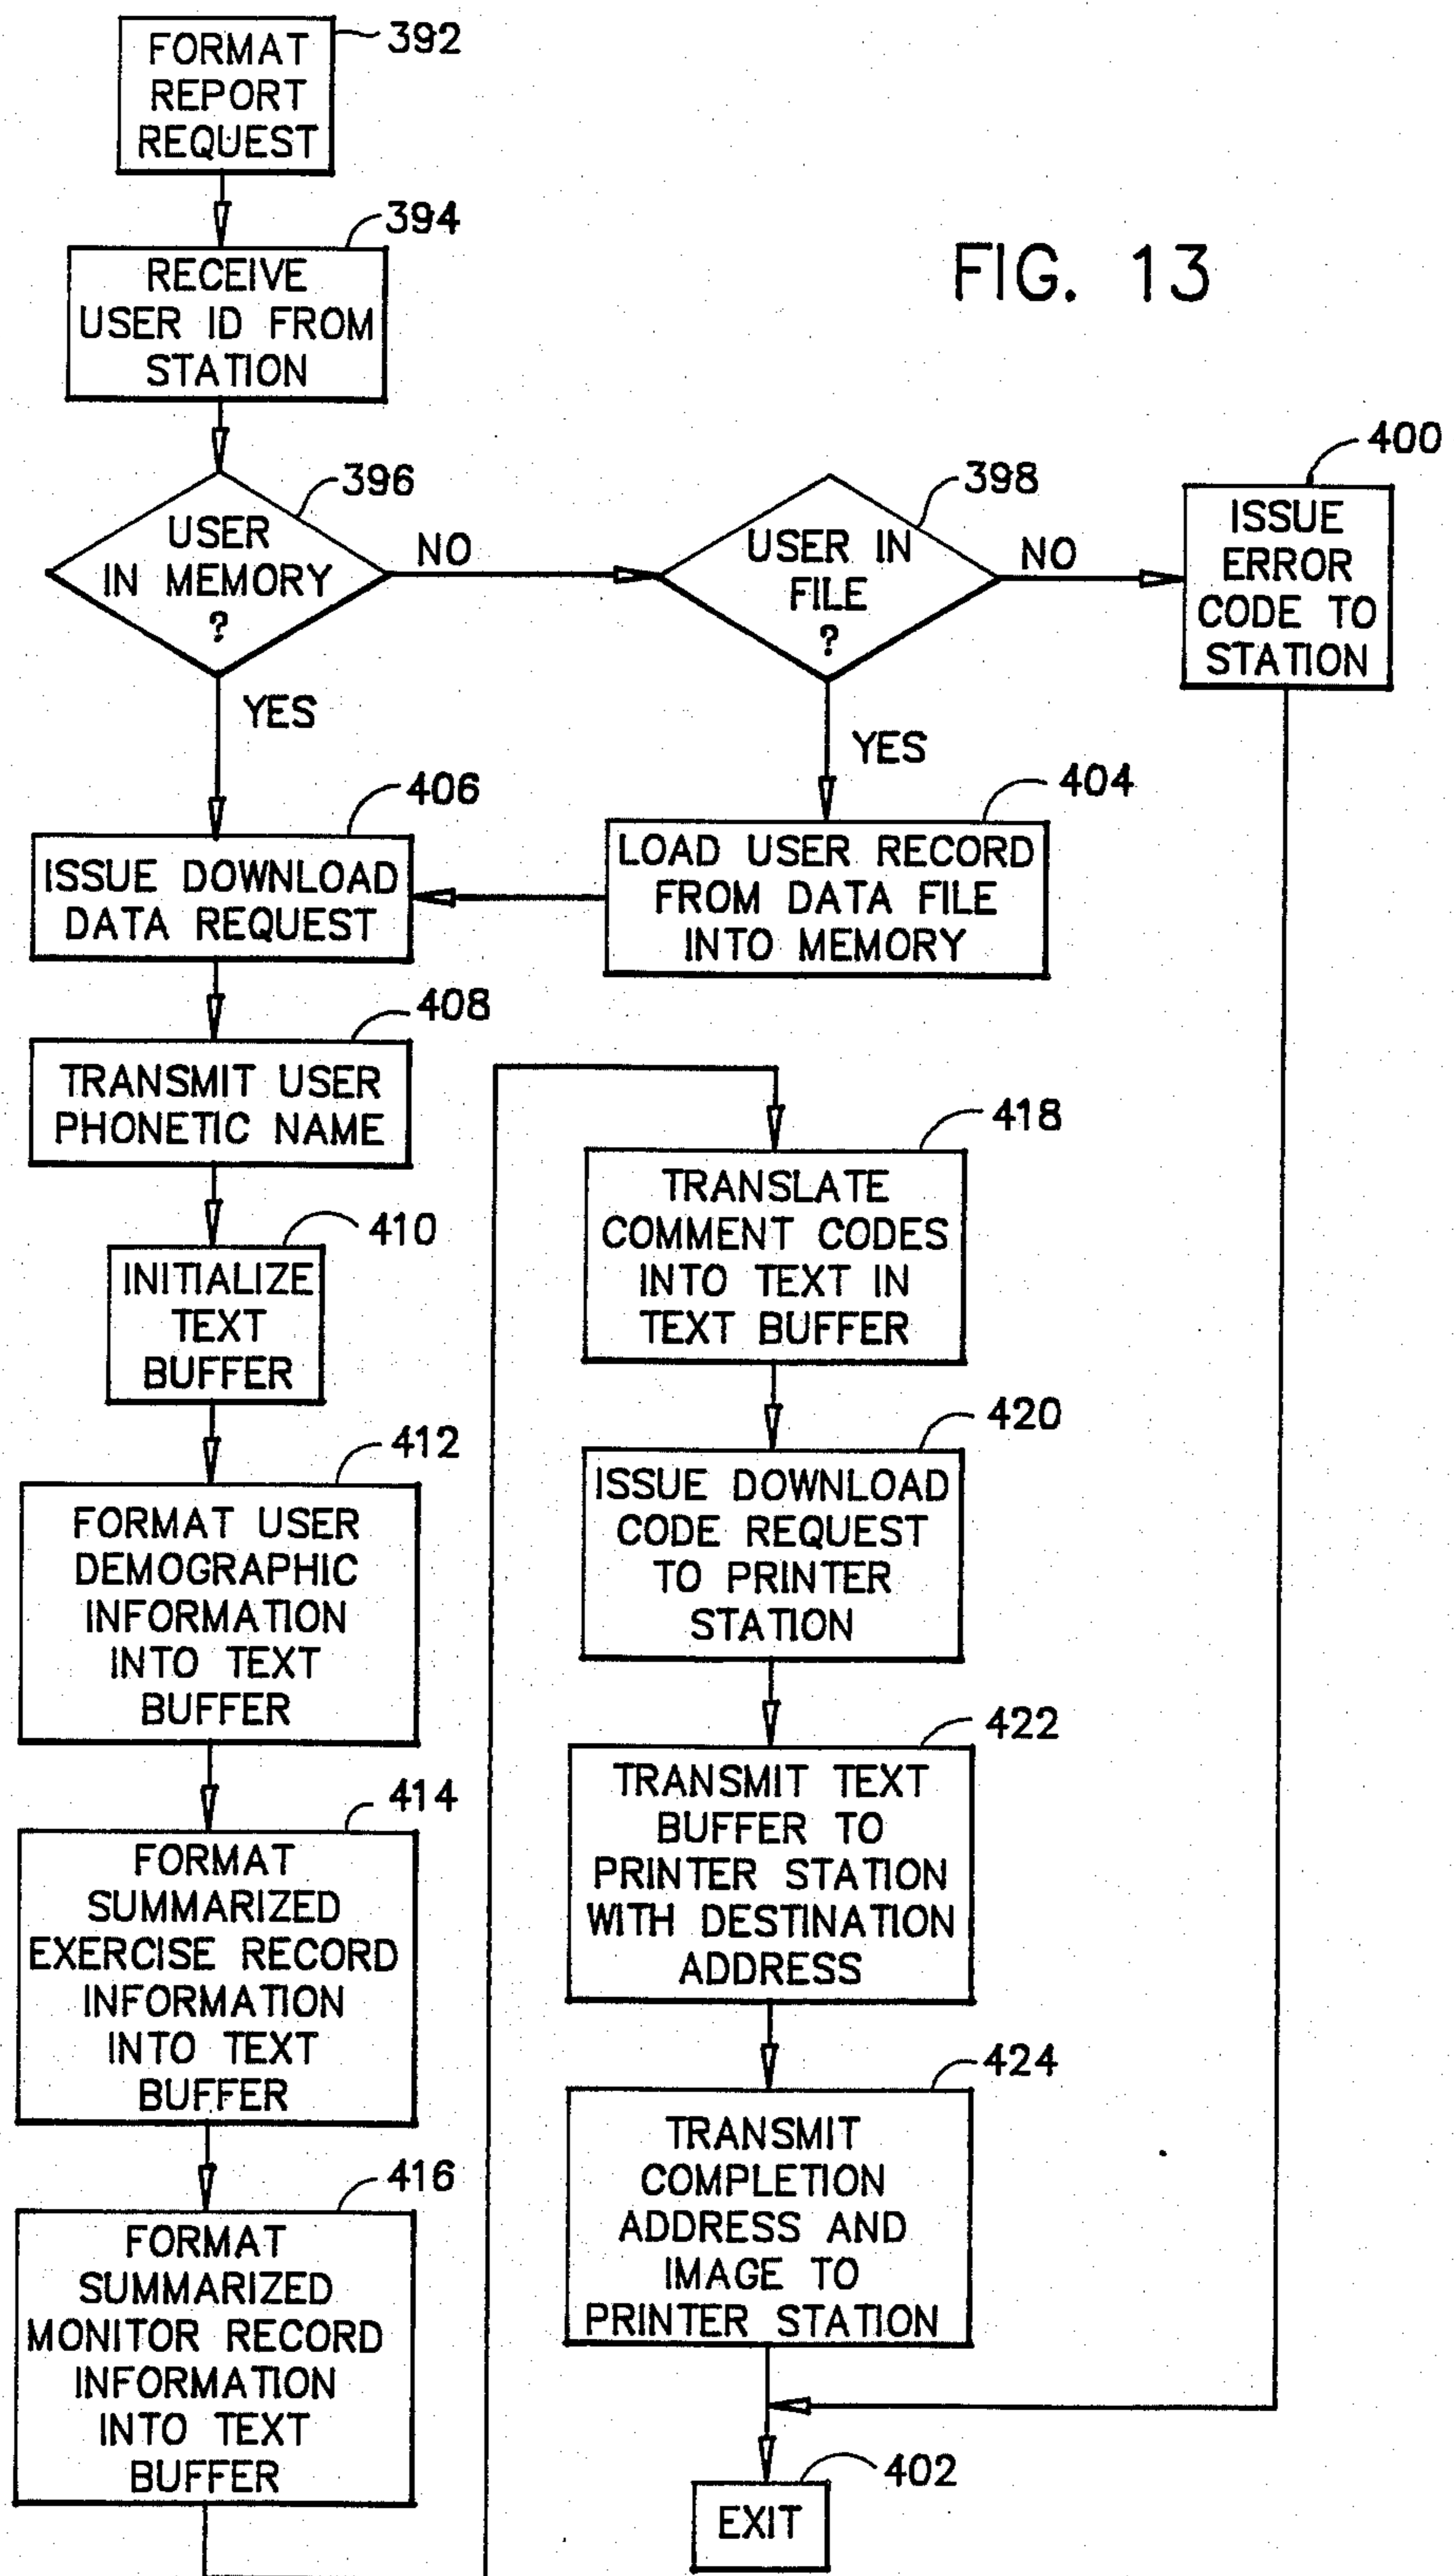 392
FORMAT
REPORT
REQUEST
394
RECEIVE
USER ID FROM
STATION
FIG. 13
396
USER
IN MEMORY
?
NO
YES
398
USER IN
FILE
?
NO
YES
400
ISSUE
ERROR
CODE TO
STATION
404
LOAD USER RECORD
FROM DATA FILE
INTO MEMORY
406
ISSUE DOWNLOAD
DATA REQUEST
408
TRANSMIT USER
PHONETIC NAME
410
INITIALIZE
TEXT
BUFFER
412
FORMAT USER
DEMOGRAPHIC
INFORMATION
INTO TEXT
BUFFER
414
FORMAT
SUMMARIZED
EXERCISE RECORD
INFORMATION
INTO TEXT
BUFFER
416
FORMAT
SUMMARIZED
MONITOR RECORD
INFORMATION
INTO TEXT
BUFFER
418
TRANSLATE
COMMENT CODES
INTO TEXT IN
TEXT BUFFER
420
ISSUE DOWNLOAD
CODE REQUEST
TO PRINTER
STATION
422
TRANSMIT TEXT
BUFFER TO
PRINTER STATION
WITH DESTINATION
ADDRESS
424
TRANSMIT
COMPLETION
ADDRESS AND
IMAGE TO
PRINTER STATION
402
EXIT